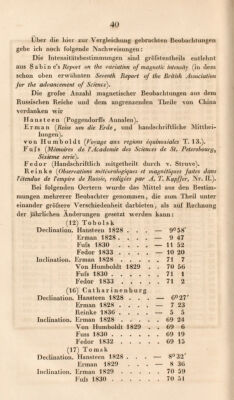 40
Über die hier zur Vergleichung gebrachten Beobachtungen
gebe ich noch folgende Nachweisungen:
Die Intensitätsbestimmungen sind größtentheils entlehnt
aus Sabine's Report on the variation of magnetic intensity (in dem
schon oben erwähnten Seventh Report of the British Association
for the advancement of Science).
Die große Anzahl magnetischer Beobachtungen aus dem
Russischen Reiche und dem angrenzenden Theile von China
verdanken wir
Hansteen (Poggendorffs Annalen).
Erman (Reise um die Erde, und handschriftliche Mitthei-
lungen).
von Humboldt (Voyage aux regions équinoxiales T. 13.).
Fuß (Mémoires de l'Academie des Sciences de St. Petersbourg,
Sixieme serie).
Fedor (Handschriftlich mitgetheilt durch v. Struve).
Reinke (Observations météorologiques et magnetiques faites dans
l'étendue de l'empire de Russie, redigées par A. T. Kupffer, Nr. II.).
Bei folgenden Oertern wurde das Mittel aus den Bestim-
mungen mehrerer Beobachter genommen, die zum Theil unter
einander größere Verschiedenheit darbieten, als auf Rechnung
der jährlichen Änderungen gesetzt werden kann:
(12) Tobolsk
Declination. Hansteen 1828 . . . — 9°58'
Erman 1828 . . . . — 9 47
Fuß 1830 . . . . — 11 52
Fedor 1833 . . . . — 10 20
Inclination. Erman 1828 . . . . 71 7
Von Humboldt 1829 . . 70 56
Fuß 1830 . . . . . 71 1
Fedor 1833 . . . . . 71 2
(16) Catharinenburg
Declination. Hansteen 1828 . . . — 6°27'
Erman 1828 . . . . — 7 23
Reinke 1836 . . . . — 5 5
Inclination. Erman 1828 . . . . 69 24
Von Humboldt 1829 . . 69 6
Fuss 1830 . . . . . 69 19
Fedor 1832 . . . . . 69 15
(17) Tomsk
Declination. Hansteen 1828 . . . — 8°32'
Erman 1829 . . . . — 8 36
Inclination. Erman 1829 . . . . 70 59
Fuß 1830 . . . . . 70 51